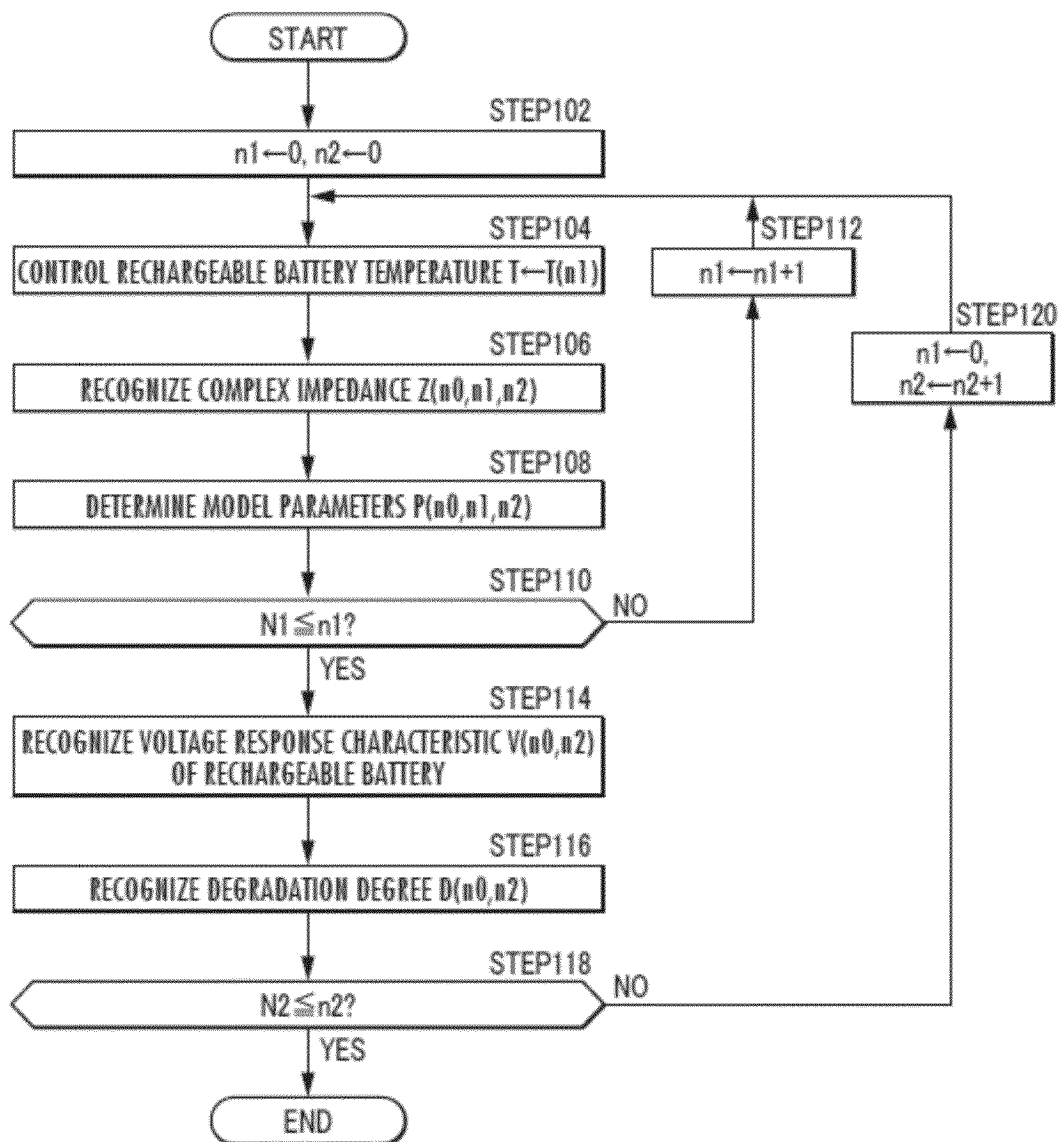 START
STEP102
n1←0, n2←0
STEP104
CONTROL RECHARGEABLE BATTERY TEMPERATURE T←T(n1)
STEP112
n1←n1+1
STEP106
RECOGNIZE COMPLEX IMPEDANCE Z(n0,n1,n2)
STEP120
n1←0,
n2←n2+1
STEP108
DETERMINE MODEL PARAMETERS P(n0,n1,n2)
STEP110
N1≦n1?
NO
YES
STEP114
RECOGNIZE VOLTAGE RESPONSE CHARACTERISTIC V(n0,n2)
OF RECHARGEABLE BATTERY
STEP116
RECOGNIZE DEGRADATION DEGREE D(n0,n2)
STEP118
N2≦n2?
NO
YES
END